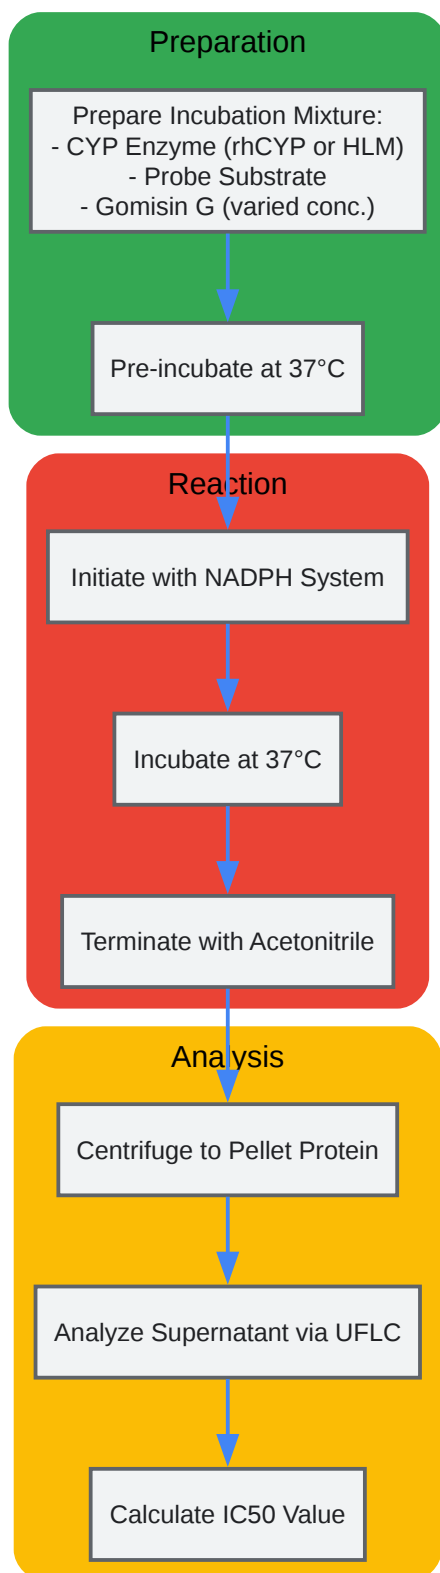 Preparation
Prepare Incubation Mixture:
- CYP Enzyme (rhCYP or HLM)
- Probe Substrate
- Gomisin G (varied conc.)
Pre-incubate at 37°C
Reaction
Initiate with NADPH System
Incubate at 37°C
Terminate with Acetonitrile
Analysis
Centrifuge to Pellet Protein
Analyze Supernatant via UFLC
Calculate IC50 Value